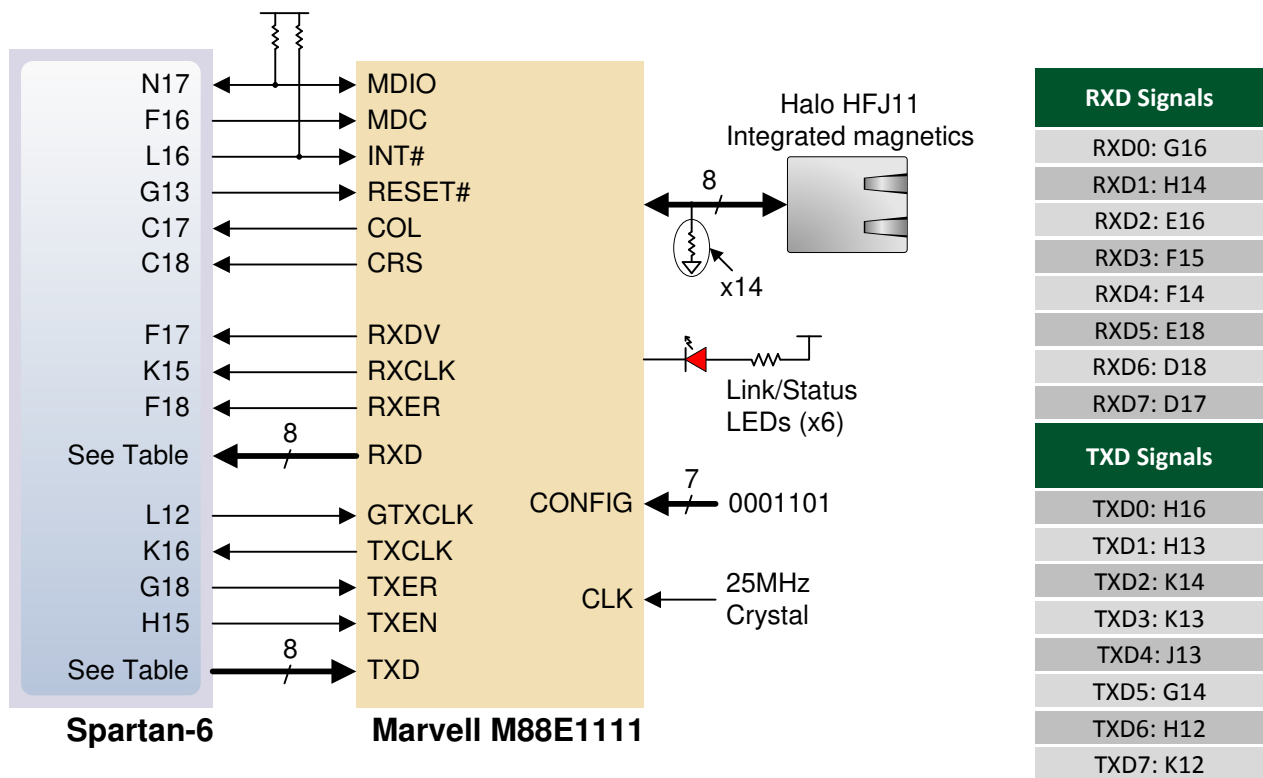 N17 MDIO
F16 MDC
L16 INT#
G13 RESET#
C17 COL
C18 CRS
F17 RXDV
K15 RXCLK
F18 RXER
See Table 8 RXD
L12 GTXCLK
K16 TXCLK
G18 TXER
H15 TXEN
See Table 8 TXD
Spartan-6
Marvell M88E1111
Halo HFJ11
Integrated magnetics
8
x14
Link/Status
LEDs (x6)
7
CONFIG 0001101
CLK 25MHz
Crystal
RXD Signals
RXD0: G16
RXD1: H14
RXD2: E16
RXD3: F15
RXD4: F14
RXD5: E18
RXD6: D18
RXD7: D17
TXD Signals
TXD0: H16
TXD1: H13
TXD2: K14
TXD3: K13
TXD4: J13
TXD5: G14
TXD6: H12
TXD7: K12